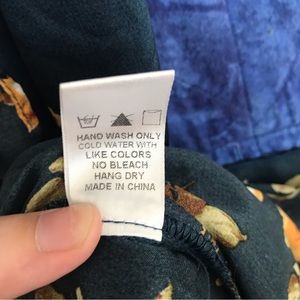 HAND WASH ONLY
COLD WATER WITH
LIKE COLORS
NO BLEACH
HANG DRY
MADE IN CHINA